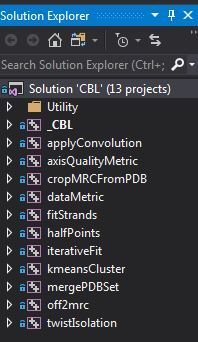 Solution Explorer
Search Solution Explorer (Ctrl+;
Solution 'CBL' (13 projects)
Utility
_CBL
applyConvolution
axisQualityMetric
cropMRCFromPDB
dataMetric
fitStrands
halfPoints
iterativeFit
kmeansCluster
mergePDBSet
off2mrc
twistIsolation